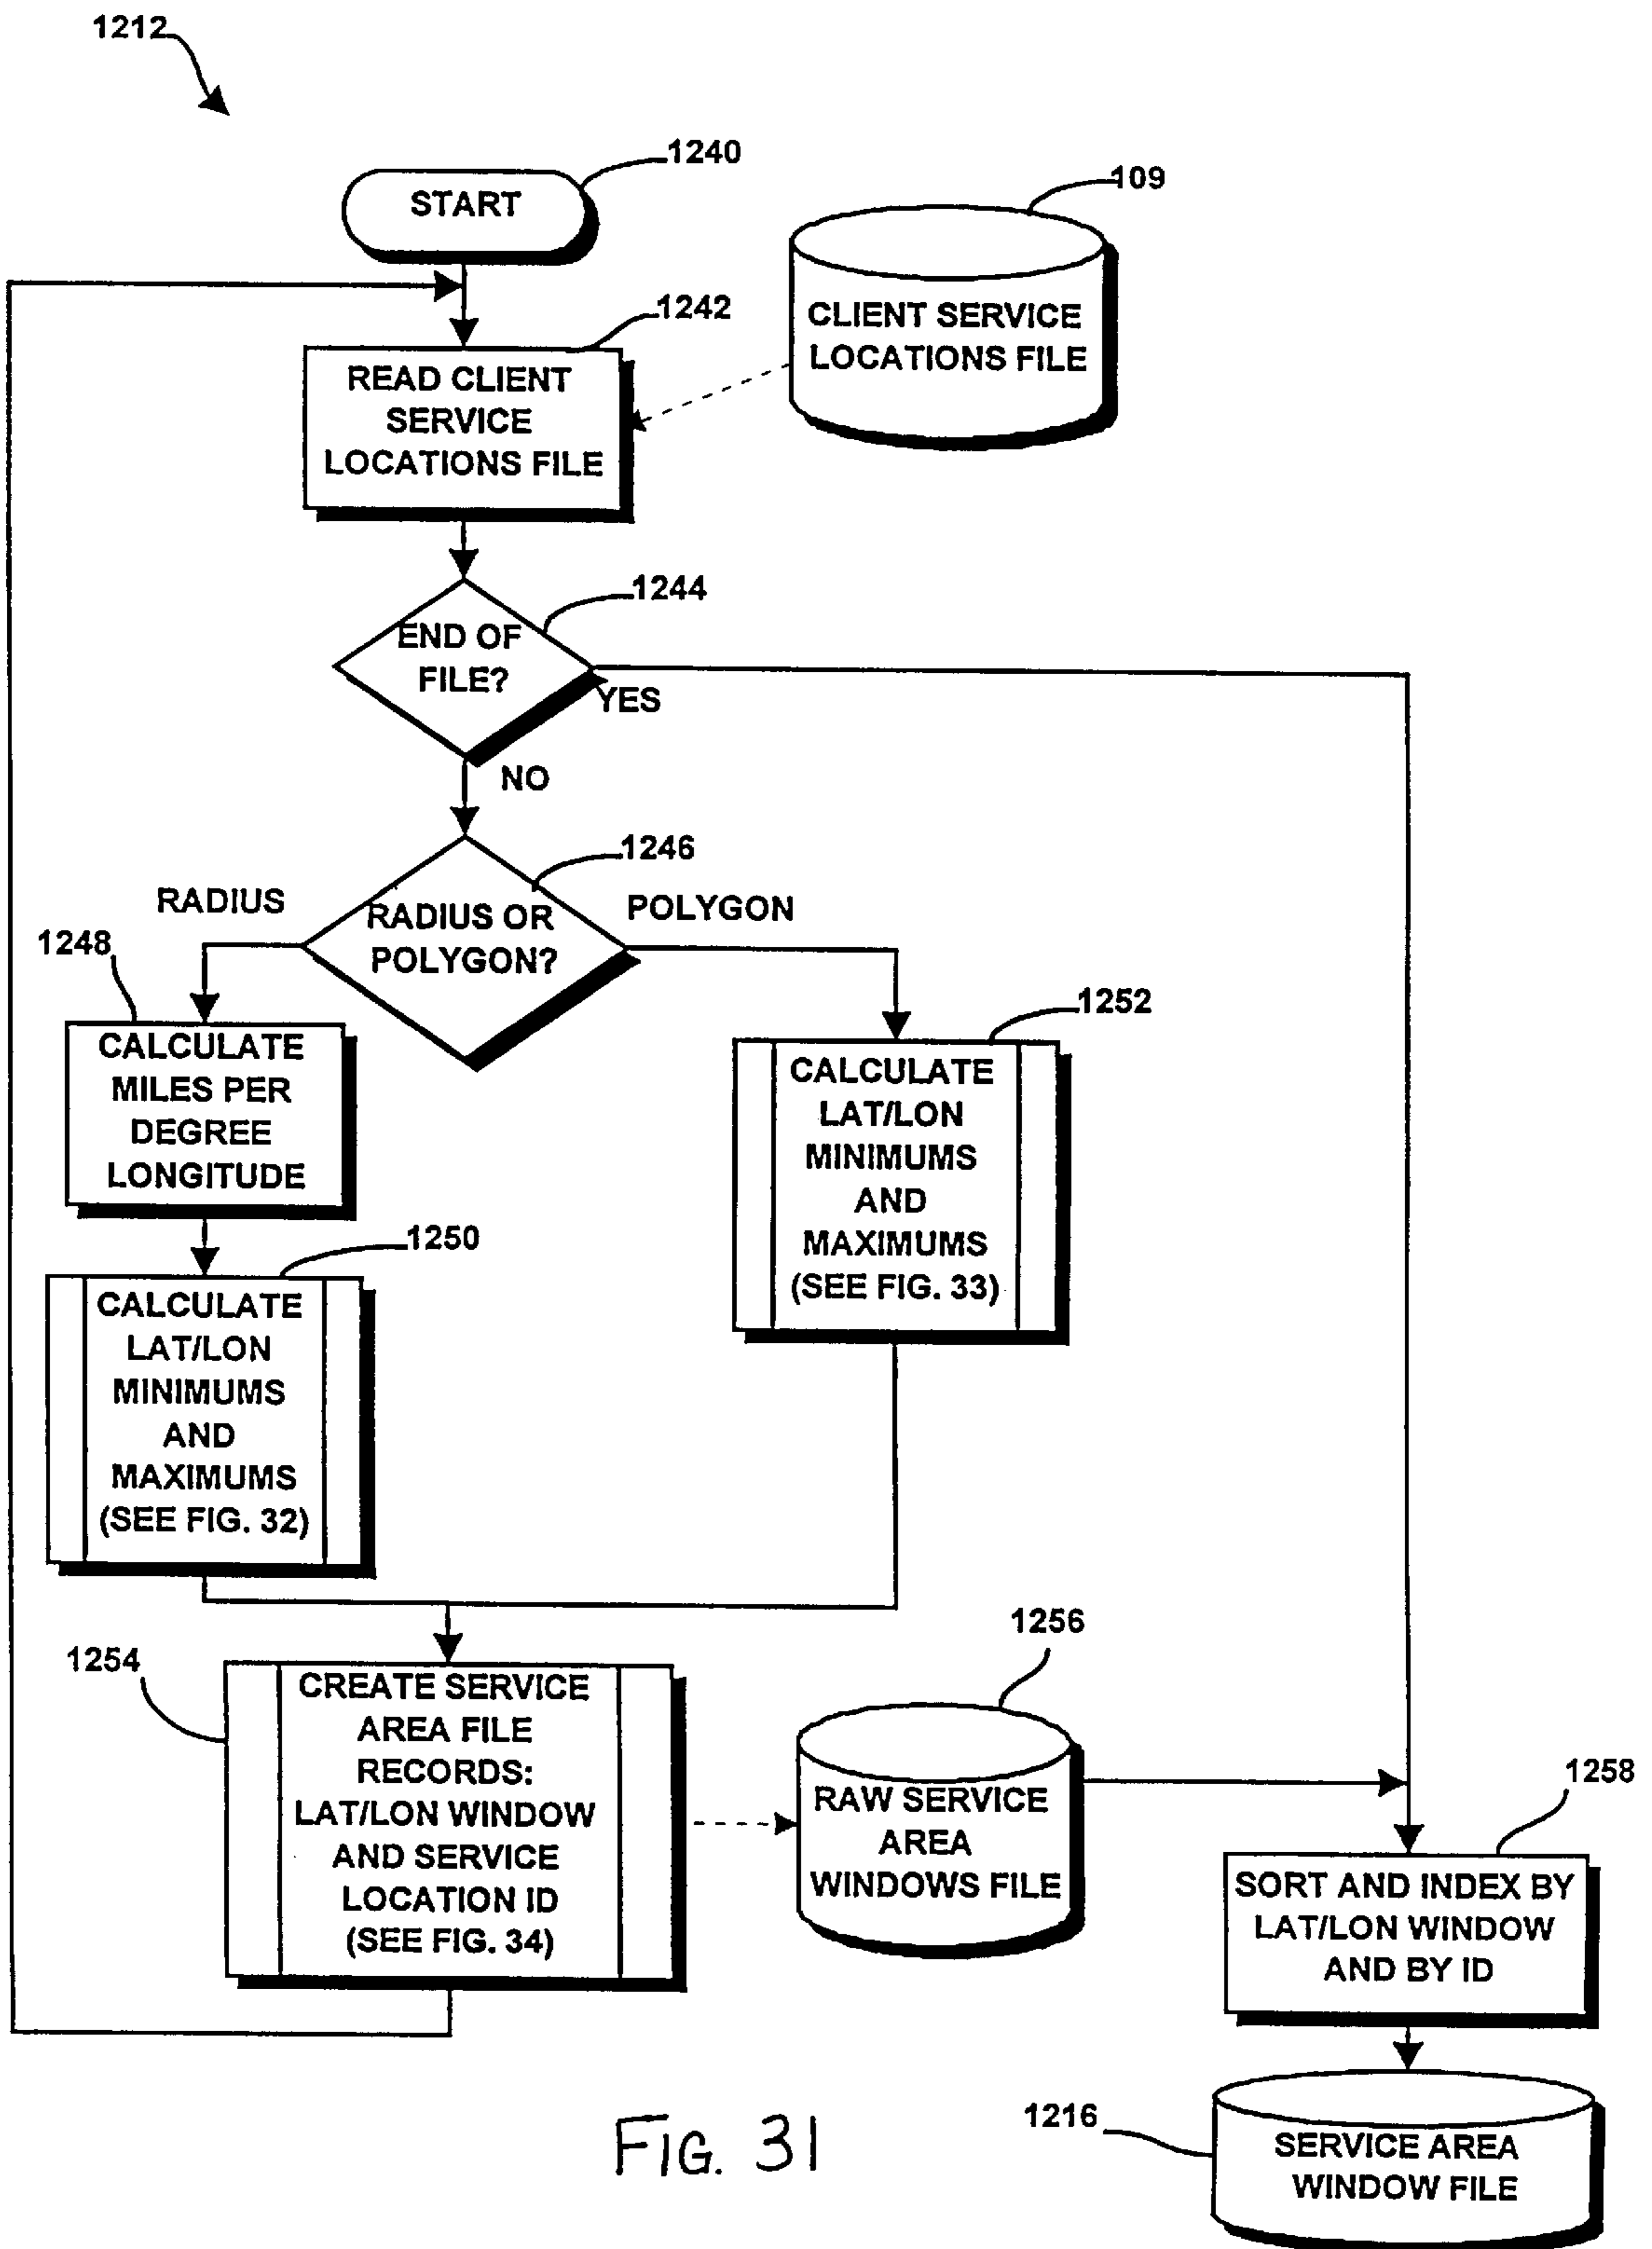 1212
1240
START
109
CLIENT SERVICE
LOCATIONS FILE
1242
READ CLIENT
SERVICE
LOCATIONS FILE
1244
END OF
FILE?
YES
NO
1246
RADIUS
RADIUS OR
POLYGON?
POLYGON
1248
CALCULATE
MILES PER
DEGREE
LONGITUDE
1252
CALCULATE
LAT/LON
MINIMUMS
AND
MAXIMUMS
(SEE FIG. 33)
1250
CALCULATE
LAT/LON
MINIMUMS
AND
MAXIMUMS
(SEE FIG. 32)
1254
CREATE SERVICE
AREA FILE
RECORDS:
LAT/LON WINDOW
AND SERVICE
LOCATION ID
(SEE FIG. 34)
1256
RAW SERVICE
AREA
WINDOWS FILE
1258
SORT AND INDEX BY
LAT/LON WINDOW
AND BY ID
1216
SERVICE AREA
WINDOW FILE
FIG. 31